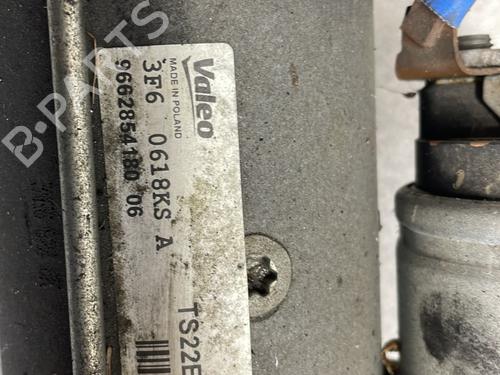 Valeo
MADE IN POLAND
3F6 0618KS A
9662854180 06
TS22E
B-PARTS